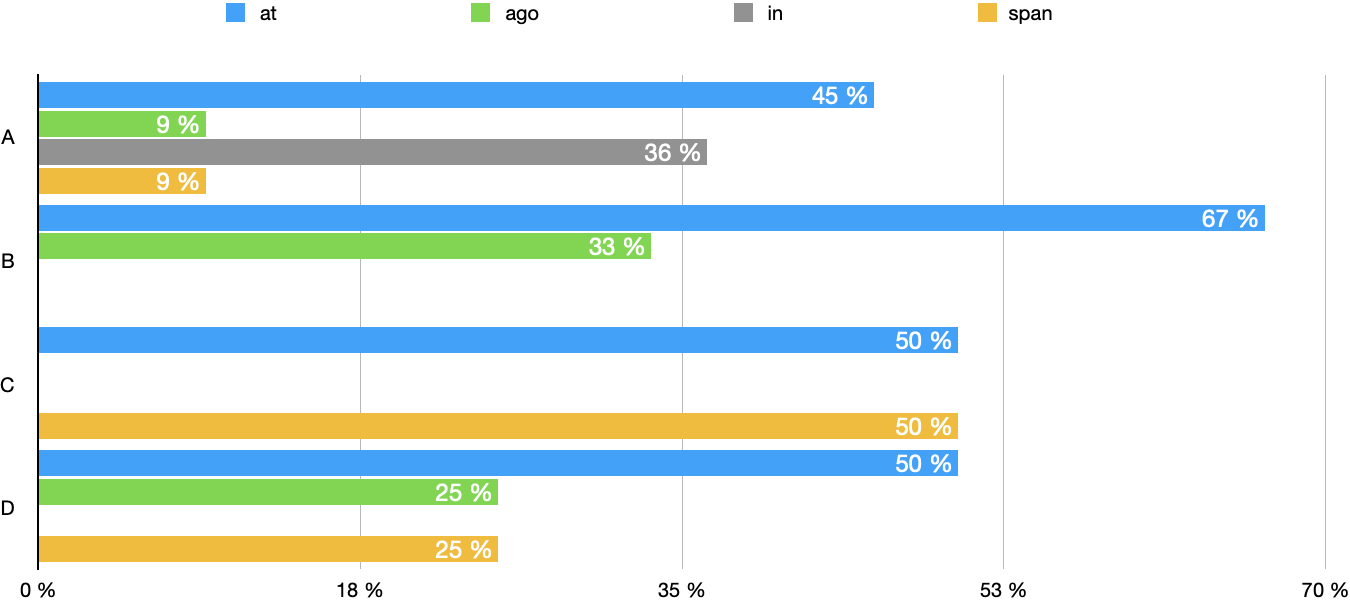 at ago in span
45 %
9 %
A
36 %
9 %
67 %
33 %
B
50 %
C
50 %
50 %
25 %
D
25 %
0 % 18 % 35 % 53 % 70 %